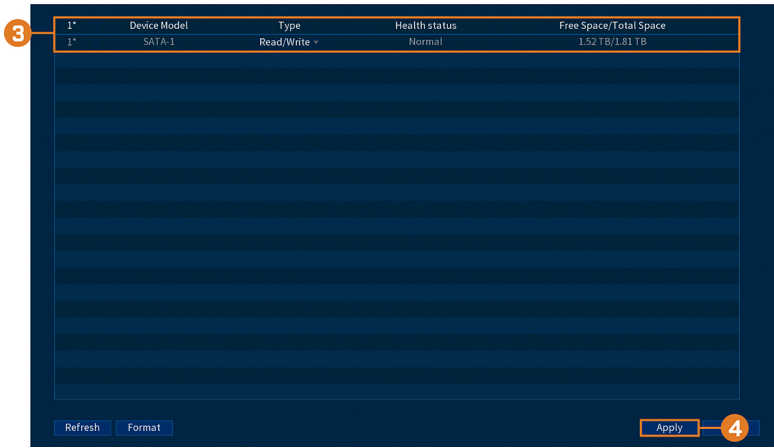 3
1* Device Model Type Health status Free Space/Total Space
1* SATA-1 Read/Write Normal 1.52 TB/1.81 TB
Refresh Format Apply 4